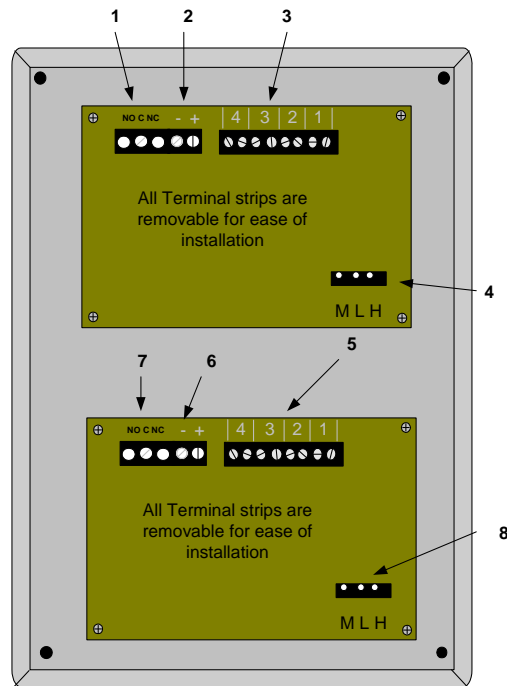 1 2 3
NO C NC - + 4 3 2 1
All Terminal strips are
removable for ease of
installation
4
M L H
5
7 6
NO C NC - + 4 3 2 1
All Terminal strips are
removable for ease of
installation
8
M L H